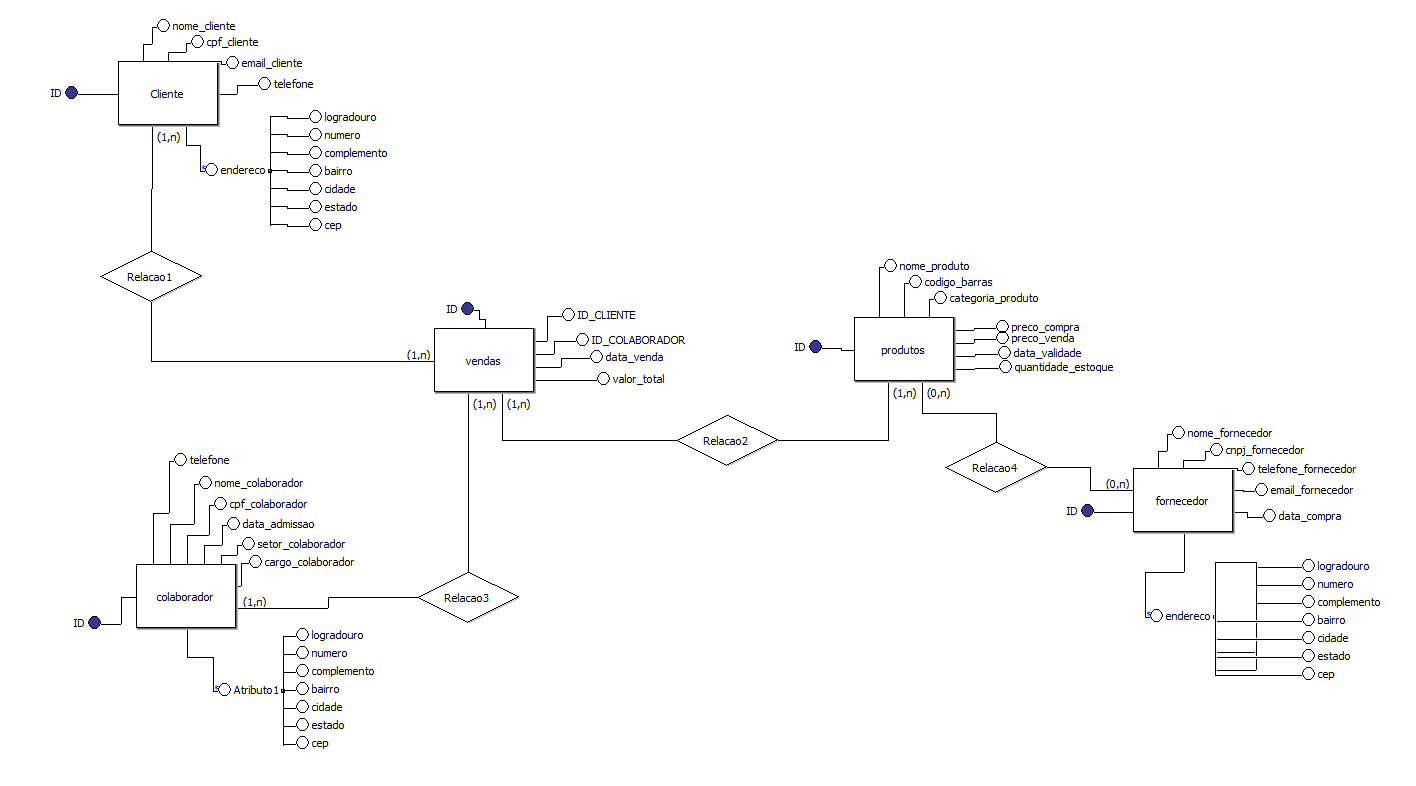 nome_cliente
cpf_cliente
email_cliente
telefone
ID
Cliente
(1,n)
endereco
logradouro
numero
complemento
bairro
cidade
estado
cep
Relacao1
(1,n)
ID
vendas
ID_CLIENTE
ID_COLABORADOR
data_venda
valor_total
(1,n)
(1,n)
Relacao2
nome_produto
codigo_barras
categoria_produto
ID
produtos
preco_compra
preco_venda
data_validade
quantidade_estoque
(1,n)
(0,n)
Relacao4
(0,n)
nome_fornecedor
cnpj_fornecedor
telefone_fornecedor
email_fornecedor
data_compra
ID
fornecedor
endereco
logradouro
numero
complemento
bairro
cidade
estado
cep
telefone
nome_colaborador
cpf_colaborador
data_admissao
setor_colaborador
cargo_colaborador
ID
colaborador
(1,n)
Relacao3
Atributo1
logradouro
numero
complemento
bairro
cidade
estado
cep